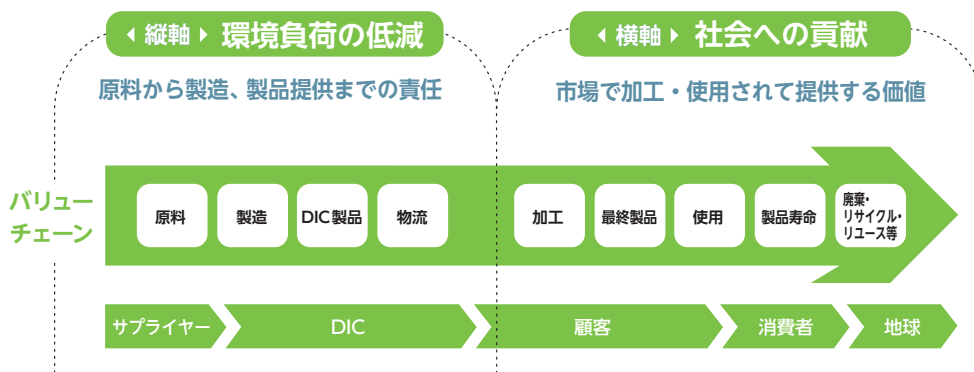 縦軸 環境負荷の低減
横軸 社会への貢献
原料から製造、製品提供までの責任
市場で加工・使用されて提供する価値
バリュー
チェーン
原料
製造
DIC製品
物流
加工
最終製品
使用
製品寿命
廃棄・
リサイクル・
リユース等
サプライヤー
DIC
顧客
消費者
地球